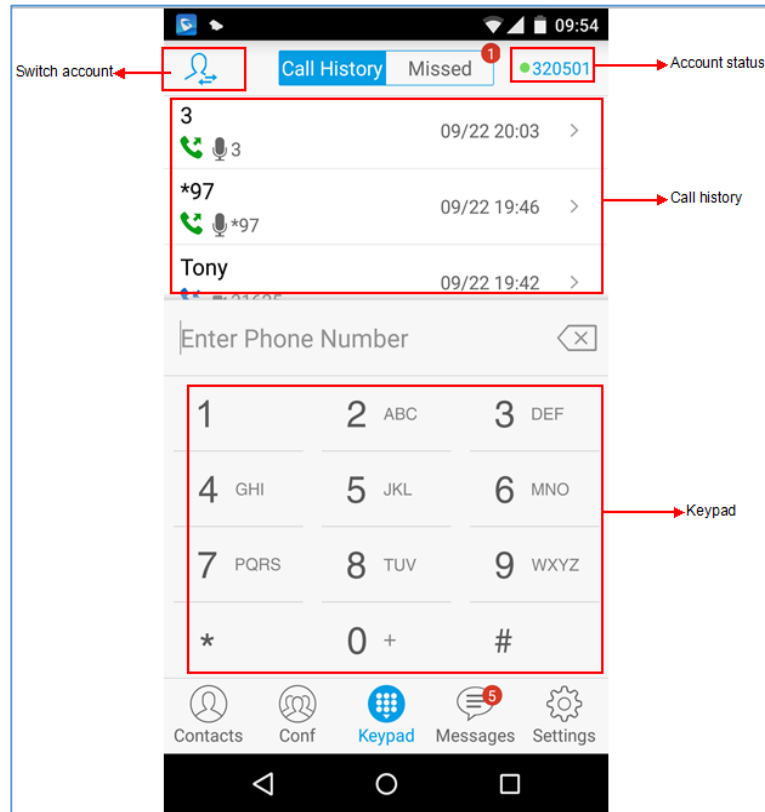 09:54
Switch account
Call History Missed 1 320501
Account status
3
09/22 20:03 >
3
*97
09/22 19:46 >
Call history
*97
Tony
09/22 19:42 >
Enter Phone Number
1 2 ABC 3 DEF
4 GHI 5 JKL 6 MNO
Keypad
7 PQRS 8 TUV 9 WXYZ
* 0 + #
5
Contacts Conf Keypad Messages Settings